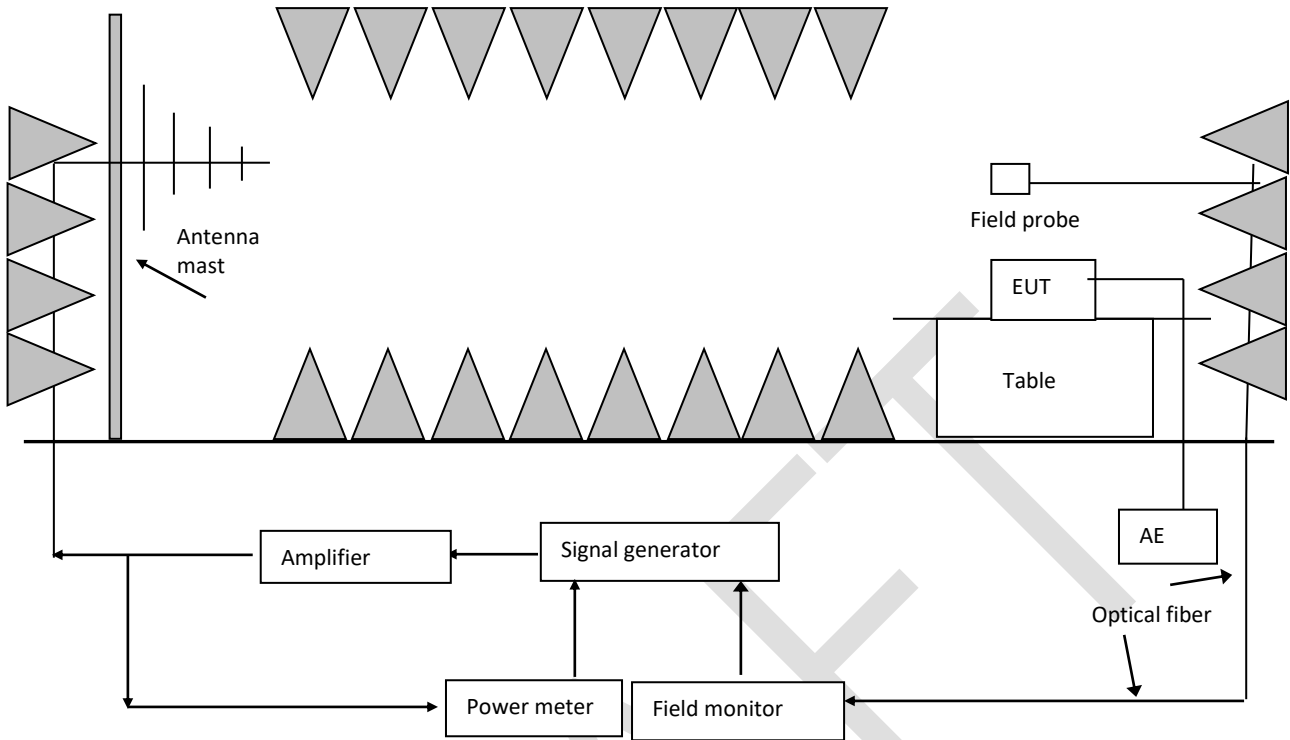 Field probe
Antenna
mast
EUT
Table
AE
Signal generator
Amplifier
Optical fiber
Power meter
Field monitor